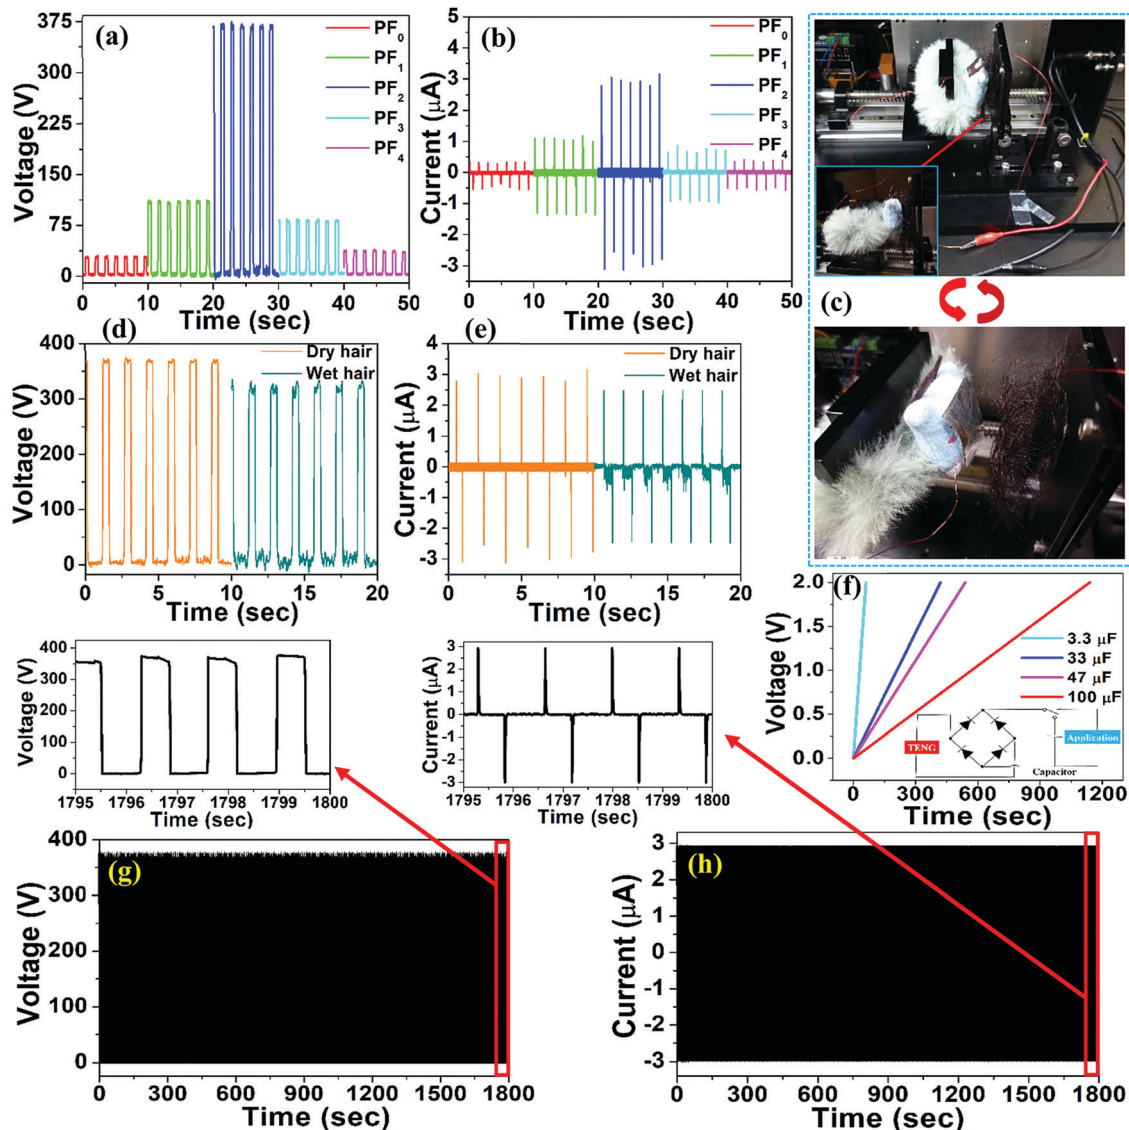 (a)
Voltage (V)
375
300
225
150
75
0
PF0
PF1
PF2
PF3
PF4
0 10 20 30 40 50
Time (sec)
(b)
Current (μA)
5
4
3
2
1
0
-1
-2
-3
PF0
PF1
PF2
PF3
PF4
0 10 20 30 40 50
Time (sec)
(c)
(d)
Voltage (V)
400
300
200
100
0
Dry hair
Wet hair
0 5 10 15 20
Time (sec)
(e)
Current (μA)
4
3
2
1
0
-1
-2
-3
Dry hair
Wet hair
0 5 10 15 20
Time (sec)
(f)
Voltage (V)
2.0
1.5
1.0
0.5
0.0
3.3 μF
33 μF
47 μF
100 μF
TENG
Application
Capacitor
0 300 600 900 1200
Time (sec)
Voltage (V)
400
300
200
100
0
1795 1796 1797 1798 1799 1800
Time (sec)
Current (μA)
3
2
1
0
-1
-2
-3
1795 1796 1797 1798 1799 1800
Time (sec)
(g)
Voltage (V)
400
300
200
100
0
0 300 600 900 1200 1500 1800
Time (sec)
(h)
Current (μA)
3
2
1
0
-1
-2
-3
0 300 600 900 1200 1500 1800
Time (sec)